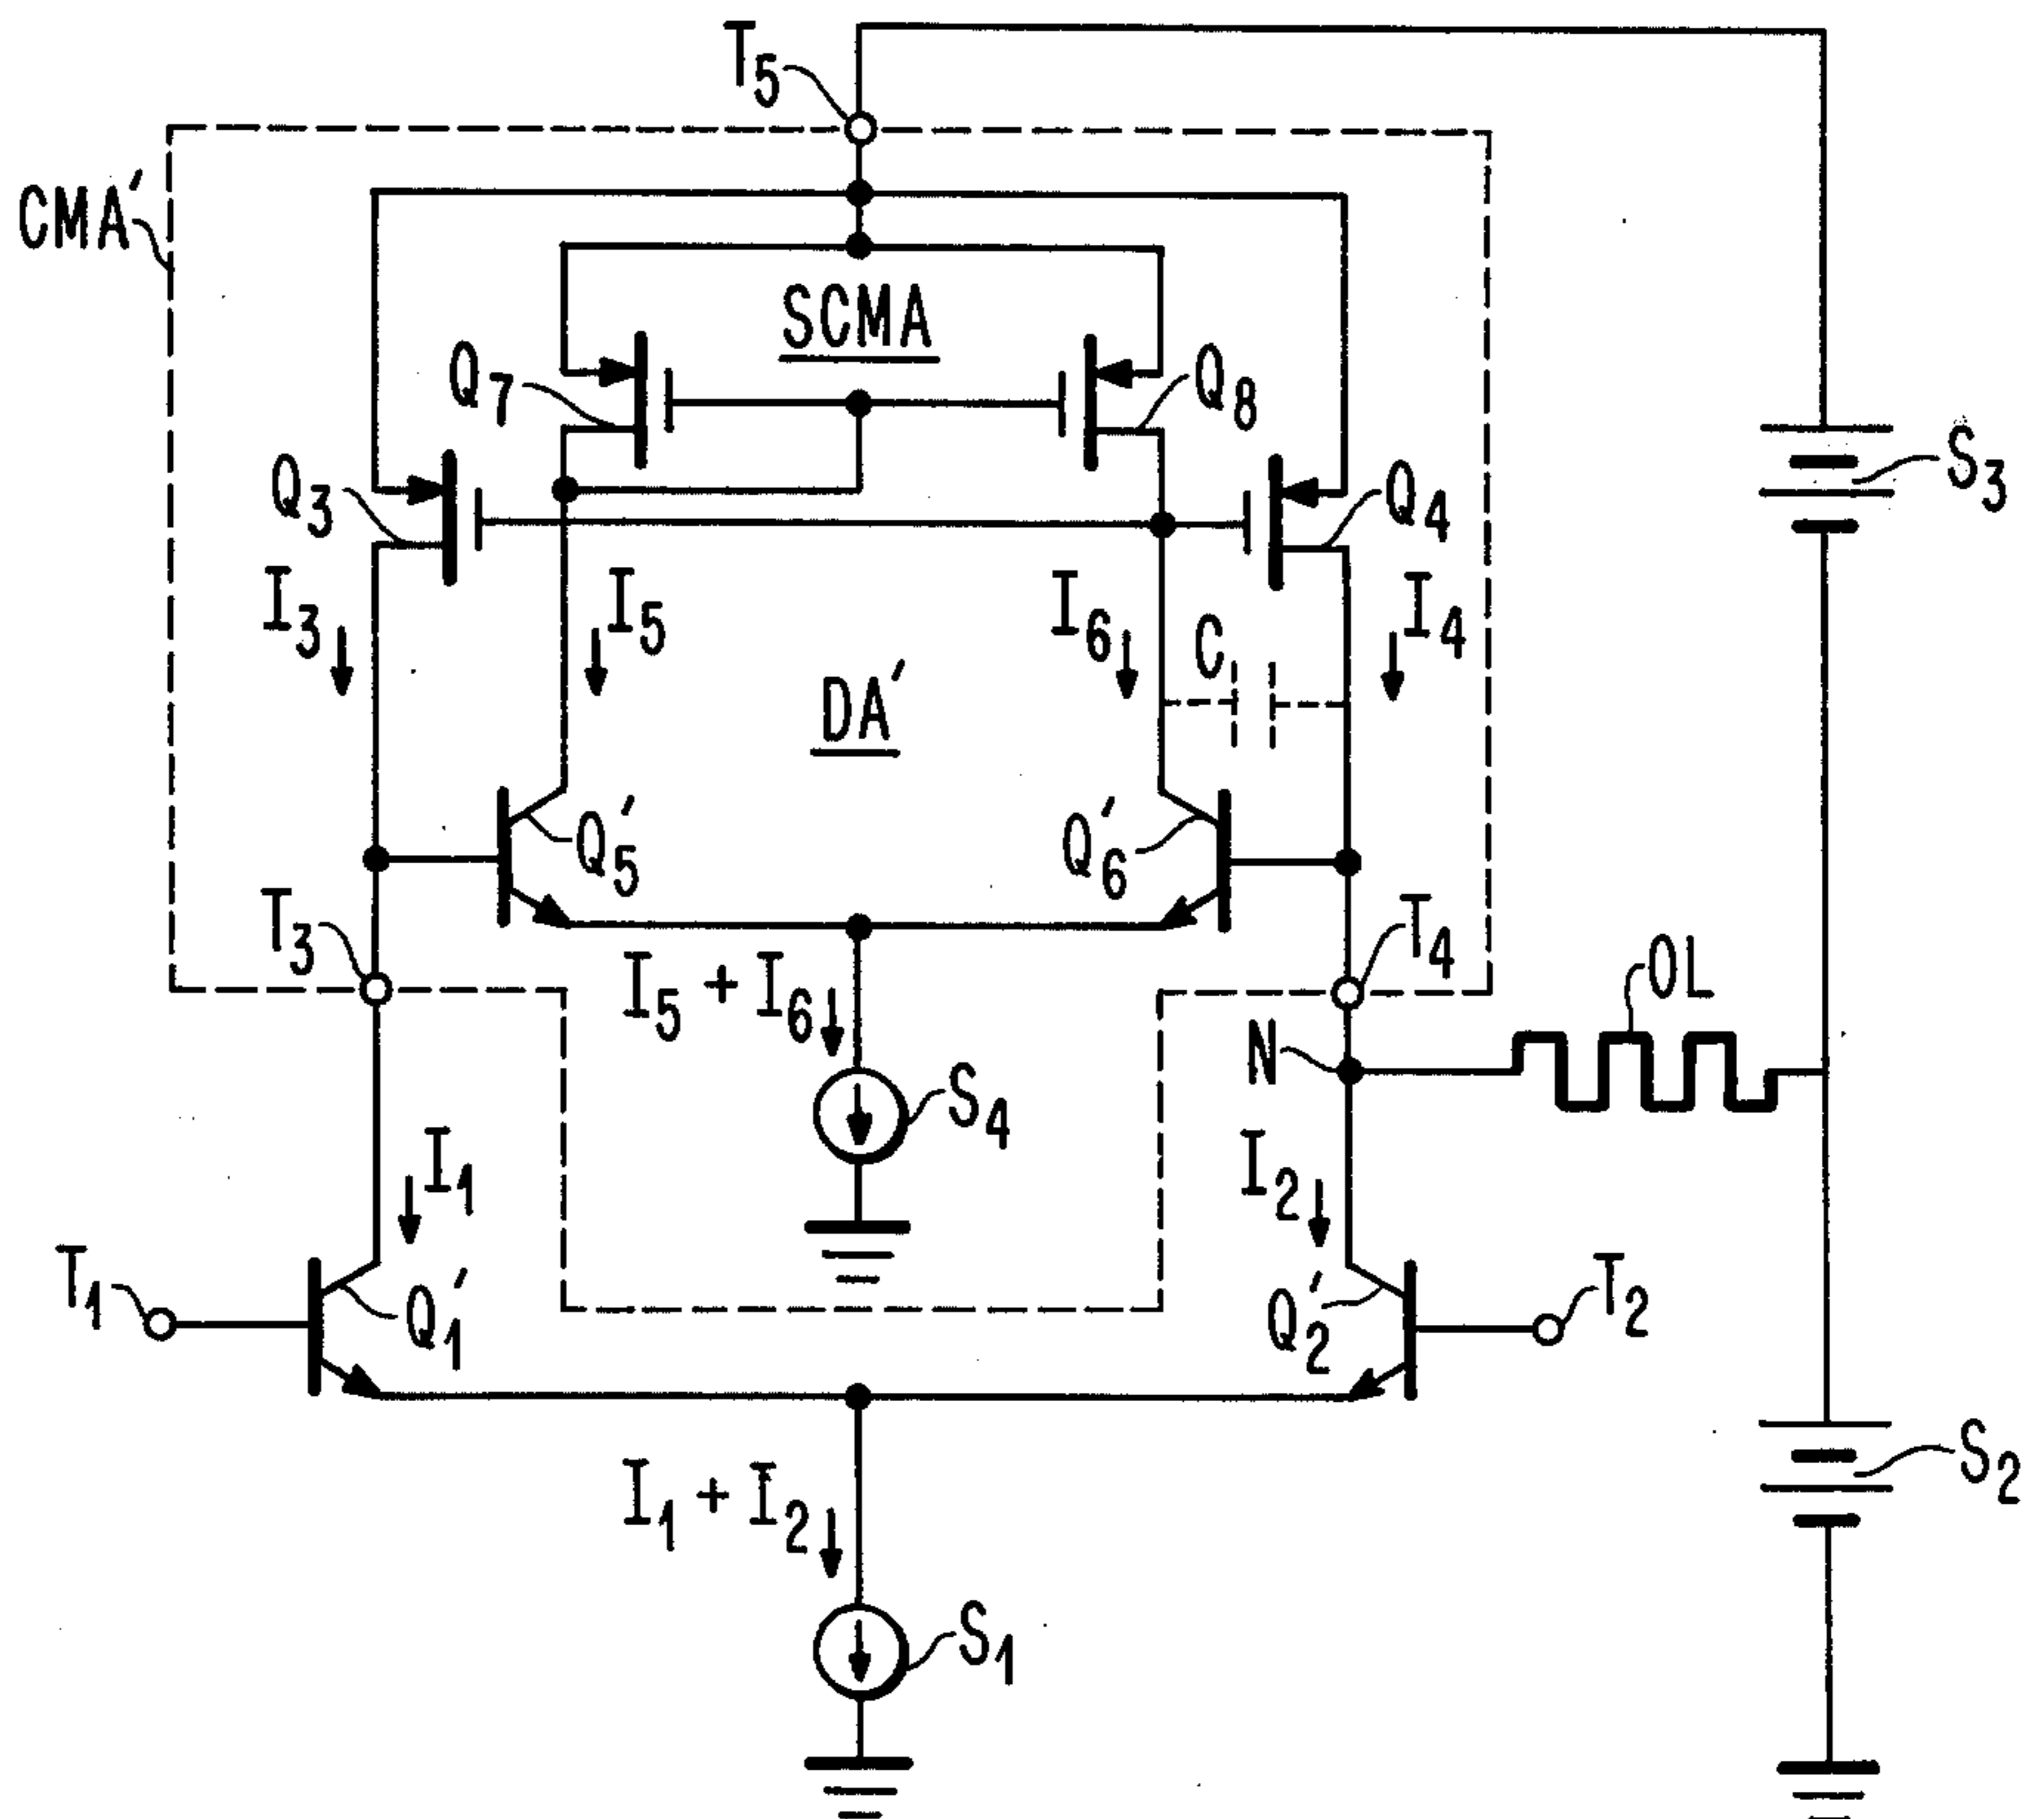 T5
CMA'
SCMA
Q7
Q8
Q3
Q4
S3
I3
I5
I6
C
I4
DA'
Q5'
Q6'
T3
T4
I5 + I6
OL
N
S4
I1
I2
T1
Q1'
Q2'
T2
I1 + I2
S2
S1